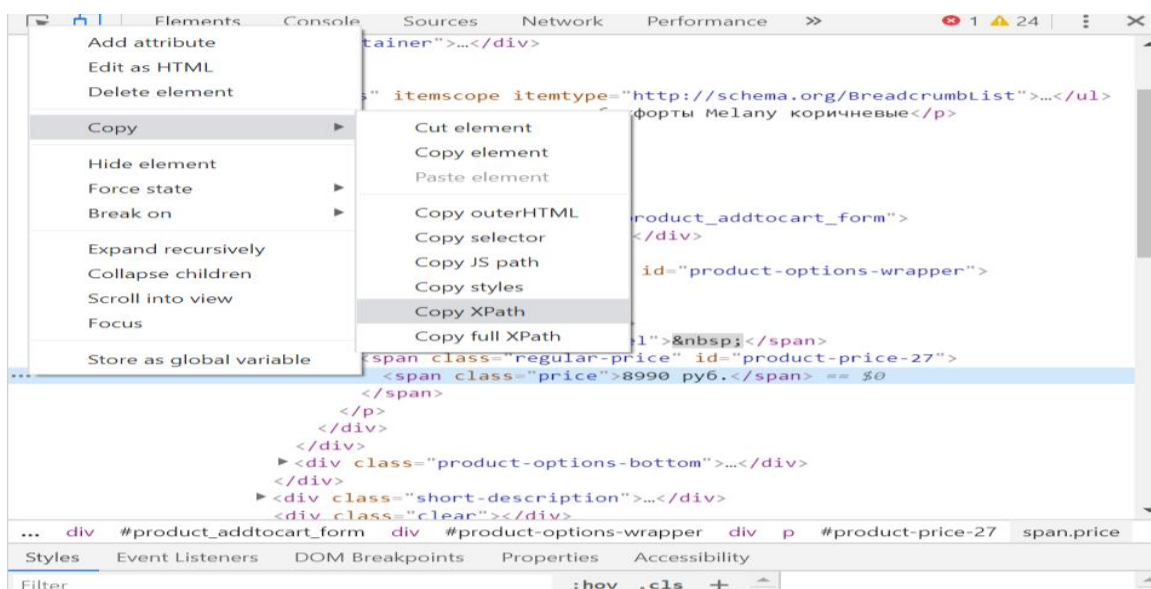 Elements Console Sources Network Performance >> 1 24
Add attribute
tainer">…</div>
Edit as HTML
Delete element
s" itemscope itemtype="http://schema.org/BreadcrumbList">…</ul>
форты Melany коричневые</p>
Copy
Cut element
Copy element
Paste element
Hide element
Force state
Break on
Copy outerHTML
roduct_addtocart_form">
Copy selector
</div>
Expand recursively
Copy JS path
id="product-options-wrapper">
Collapse children
Copy styles
Scroll into view
Copy XPath
Focus
Copy full XPath
l">&nbsp;</span>
Store as global variable
<span class="regular-price" id="product-price-27">
... <span class="price">8990 руб.</span> == $0
</span>
</p>
</div>
</div>
<div class="product-options-bottom">…</div>
</div>
<div class="short-description">…</div>
<div class="clear"></div>
... div #product_addtocart_form div #product-options-wrapper div p #product-price-27 span.price
Styles Event Listeners DOM Breakpoints Properties Accessibility
Filter :hov .cls +